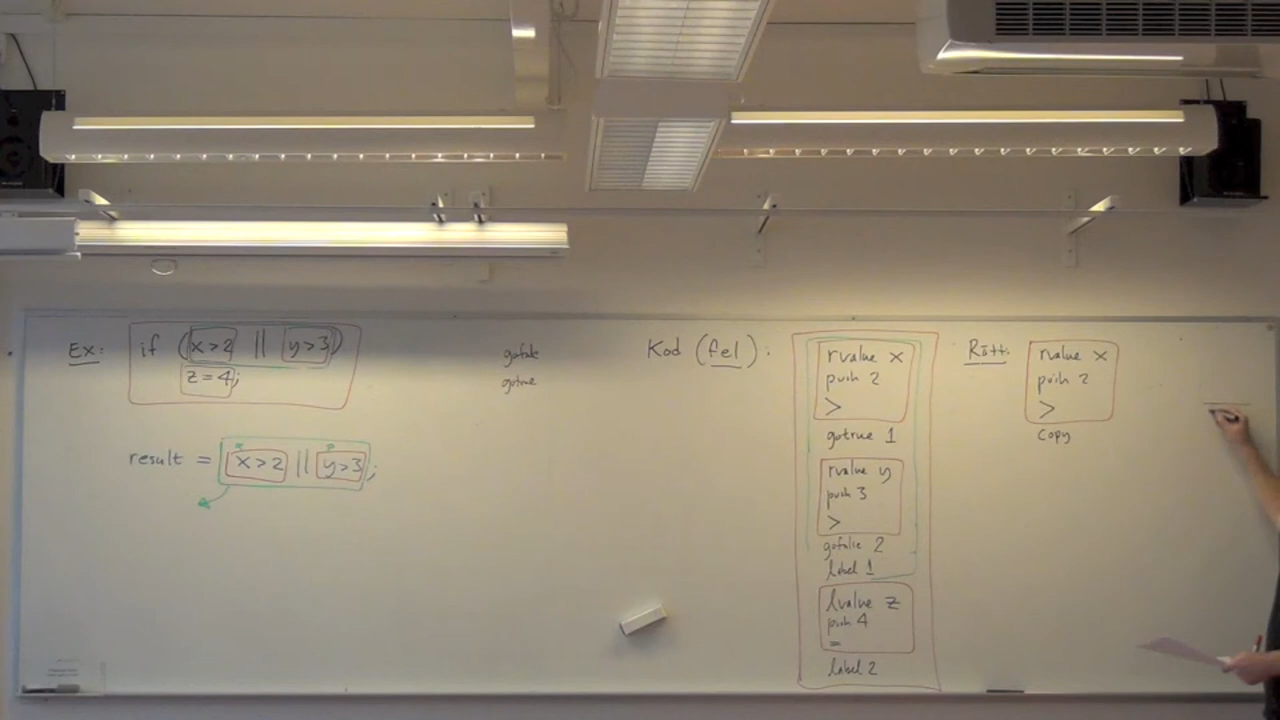 Ex: if (x>2 || y>3)
z=4;
result = x>2 || y>3;
gofalse
gotrue
Kod (fel):
rvalue x
push 2
>
gotrue 1
rvalue y
push 3
>
gofalse 2
label 1
lvalue z
push 4
=
label 2
Rätt:
rvalue x
push 2
>
copy